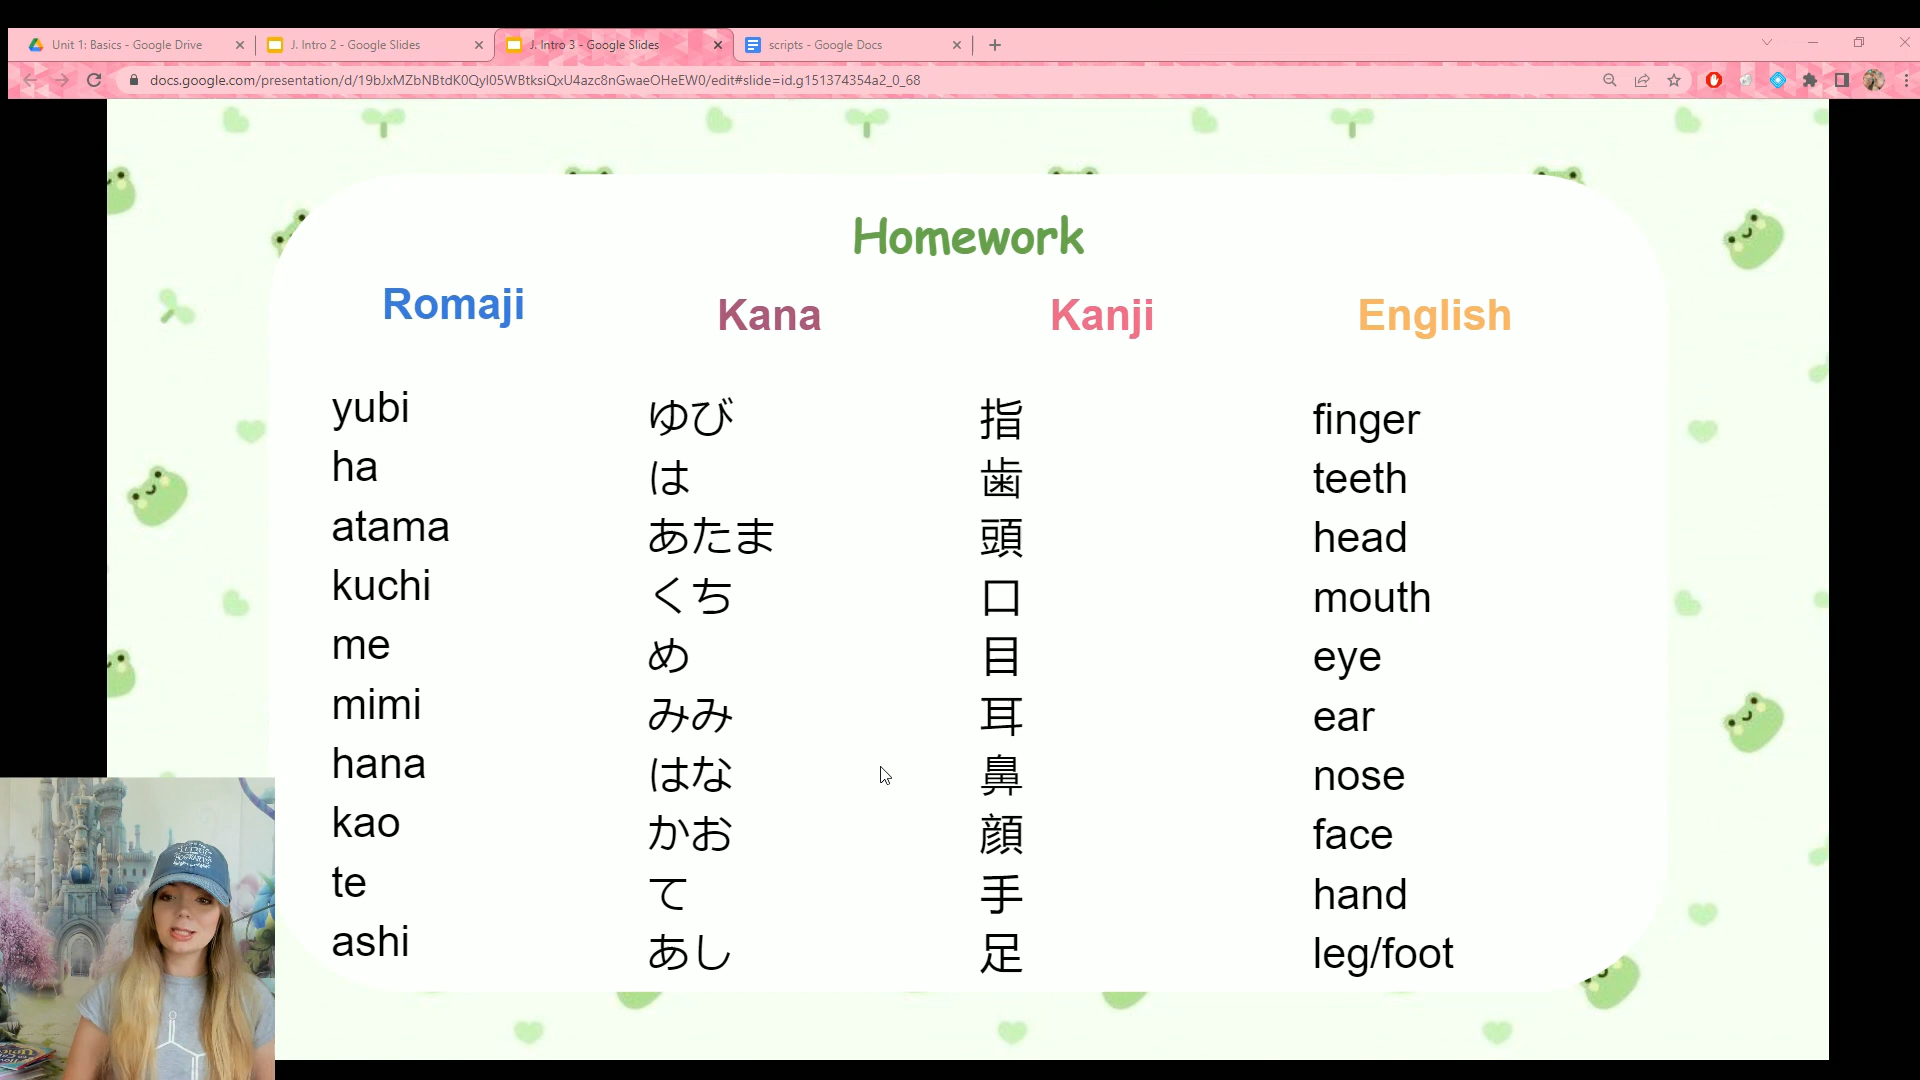 Unit 1: Basics - Google Drive
J. Intro 2 - Google Slides
J. Intro 3 - Google Slides
scripts - Google Docs
docs.google.com/presentation/d/19bJxMZbNBtdK0Qyl05WBtksiQxU4azc8nGwaeOHeEW0/edit#slide=id.g151374354a2_0_68
Homework
Romaji Kana Kanji English
yubi ゆび 指 finger
ha は 歯 teeth
atama あたま 頭 head
kuchi くち 口 mouth
me め 目 eye
mimi みみ 耳 ear
hana はな 鼻 nose
kao かお 顔 face
te て 手 hand
ashi あし 足 leg/foot